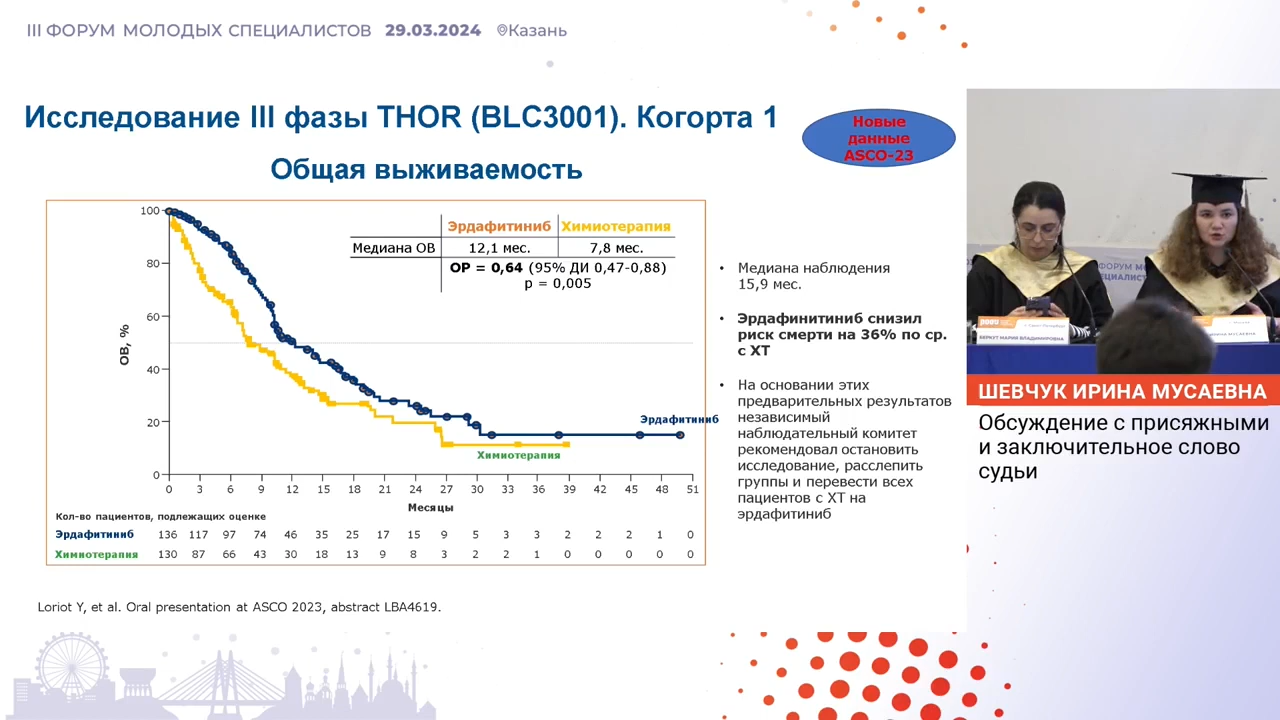 III ФОРУМ МОЛОДЫХ СПЕЦИАЛИСТОВ 29.03.2024 Казань
Исследование III фазы THOR (BLC3001). Когорта 1
Общая выживаемость
Новые
данные
ASCO-23
Эрдафитиниб Химиотерапия
Медиана ОВ 12,1 мес. 7,8 мес.
ОР = 0,64 (95% ДИ 0,47-0,88)
р = 0,005
ОВ, %
100
80
60
40
20
0
Эрдафитиниб
Химиотерапия
0 3 6 9 12 15 18 21 24 27 30 33 36 39 42 45 48 51
Месяцы
Кол-во пациентов, подлежащих оценке
Эрдафитиниб 136 117 97 74 46 35 25 17 15 9 5 3 3 2 2 2 1 0
Химиотерапия 130 87 66 43 30 18 13 9 8 3 2 2 1 0 0 0 0 0
• Медиана наблюдения
15,9 мес.
• Эрдафинитиниб снизил
риск смерти на 36% по ср.
с ХТ
• На основании этих
предварительных результатов
независимый
наблюдательный комитет
рекомендовал остановить
исследование, расслепить
группы и перевести всех
пациентов с ХТ на
эрдафитиниб
Loriot Y, et al. Oral presentation at ASCO 2023, abstract LBA4619.
БЕРКУТ МАРИЯ ВЛАДИМИРОВНА
МУСАЕВНА
ШЕВЧУК ИРИНА МУСАЕВНА
Обсуждение с присяжными
и заключительное слово
судьи